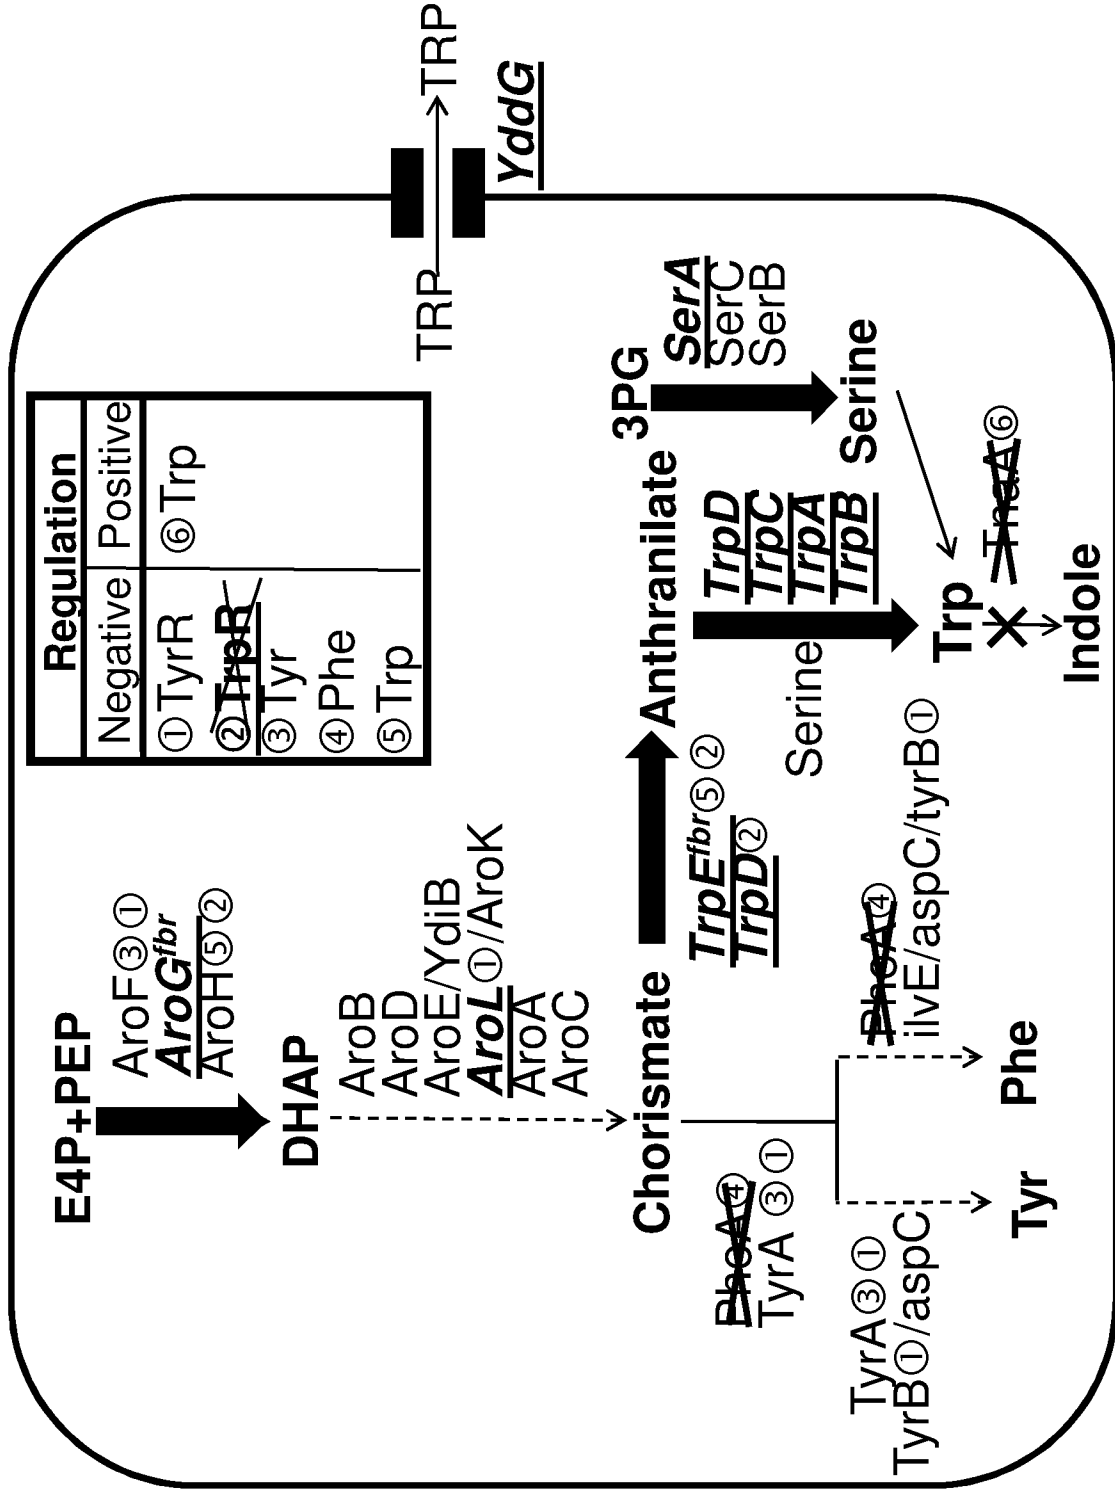 E4P+PEP
AroF③①
AroGfbr
AroH⑤②
DHAP
AroB
AroD
AroE/YdiB
AroL①/AroK
AroA
AroC
Chorismate
PheA④
TyrA③①
TyrA③①
TyrB①/aspC
Tyr
PheA④
ilvE/aspC/tyrB①
Phe
TrpEfbr⑤②
TrpD②
Anthranilate
Serine
TrpD
TrpC
TrpA
TrpB
Trp
TnaA⑥
Indole
3PG
SerA
SerC
SerB
Serine
Regulation
Negative Positive
①TyrR ⑥Trp
②TrpR
③Tyr
④Phe
⑤Trp
TRP
TRP
YddG